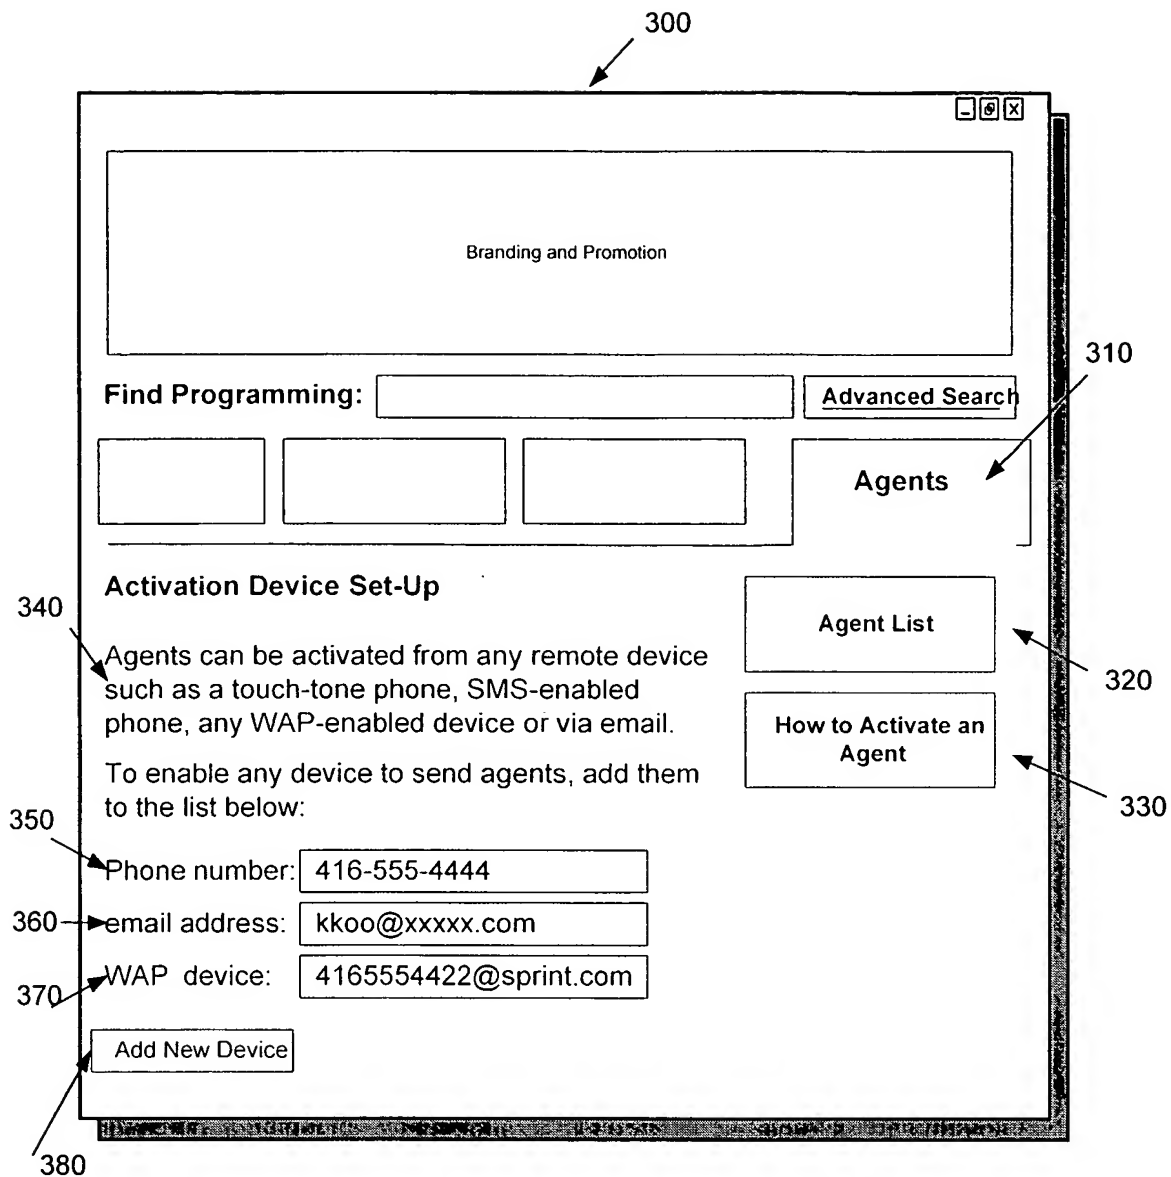 300
Branding and Promotion
310
Find Programming:
Advanced Search
Agents
Activation Device Set-Up
340
Agent List
Agents can be activated from any remote device
such as a touch-tone phone, SMS-enabled
phone, any WAP-enabled device or via email.
320
How to Activate an
Agent
To enable any device to send agents, add them
to the list below:
330
350
Phone number: 416-555-4444
360
email address: kkoo@xxxxx.com
370
WAP device: 4165554422@sprint.com
Add New Device
380